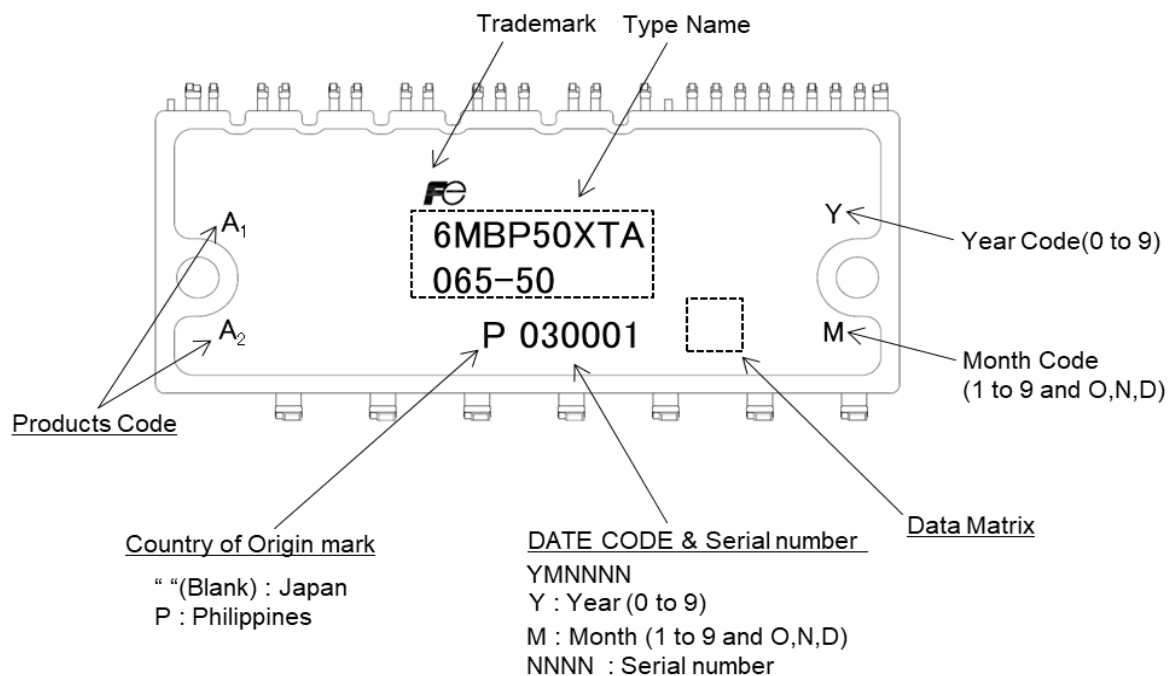 Trademark
Type Name
Fe
6MBP50XTA
065-50
P 030001
A1
A2
Y
M
Year Code(0 to 9)
Month Code
(1 to 9 and O,N,D)
Products Code
Country of Origin mark
“ “(Blank) : Japan
P : Philippines
DATE CODE & Serial number
YMNNNN
Y : Year (0 to 9)
M : Month (1 to 9 and O,N,D)
NNNN : Serial number
Data Matrix